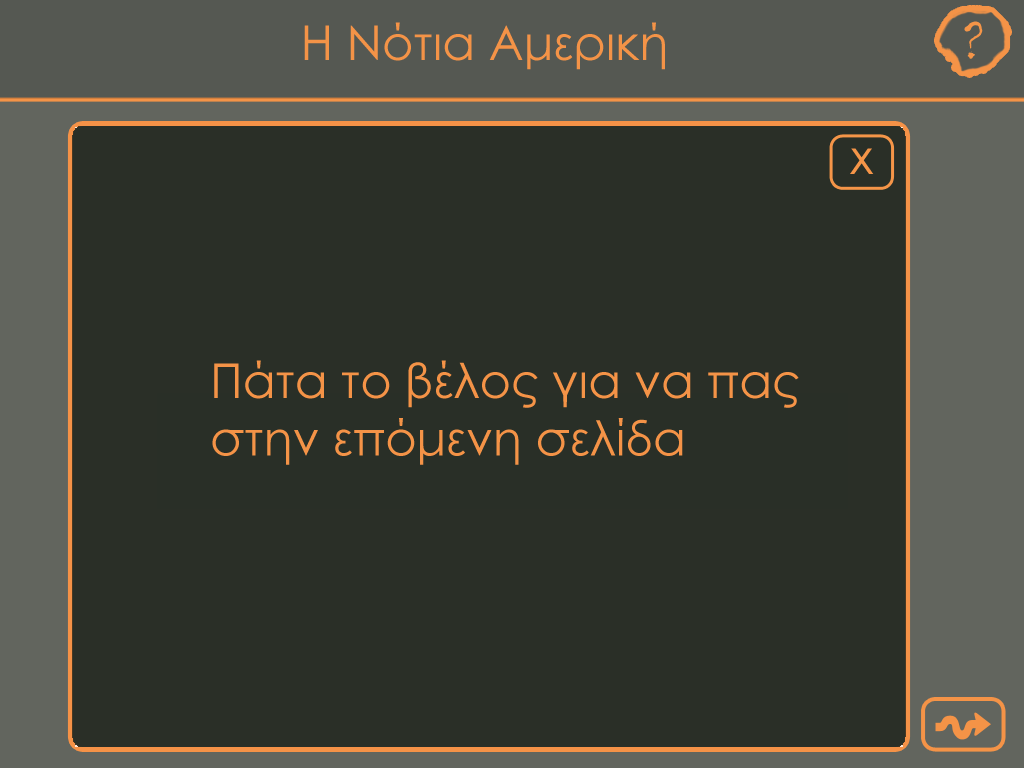 Η Νότια Αμερική
?
X
Πάτα το βέλος για να πας
στην επόμενη σελίδα